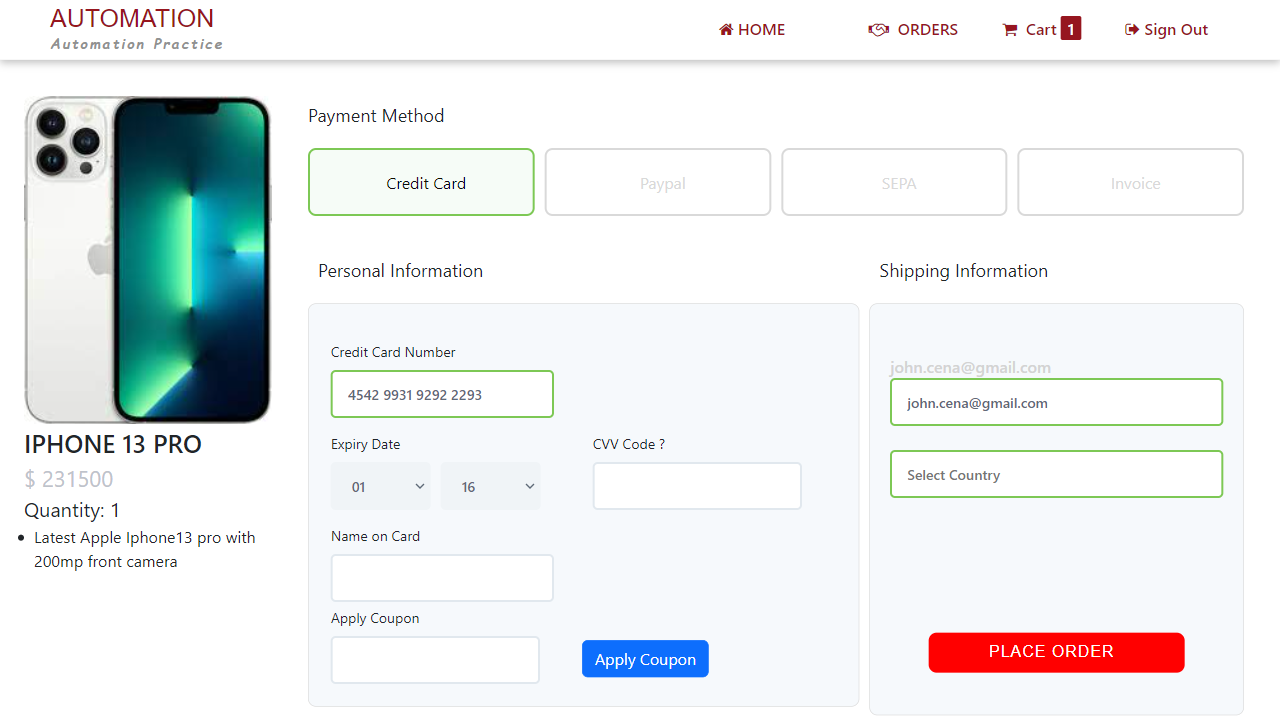 AUTOMATION
Automation Practice
HOME
ORDERS
Cart 1
Sign Out
IPHONE 13 PRO
$ 231500
Quantity: 1
Latest Apple Iphone13 pro with
200mp front camera
Payment Method
Credit Card
Paypal
SEPA
Invoice
Personal Information
Credit Card Number
4542 9931 9292 2293
Expiry Date
01
16
CVV Code ?
Name on Card
Apply Coupon
Apply Coupon
Shipping Information
john.cena@gmail.com
john.cena@gmail.com
Select Country
PLACE ORDER